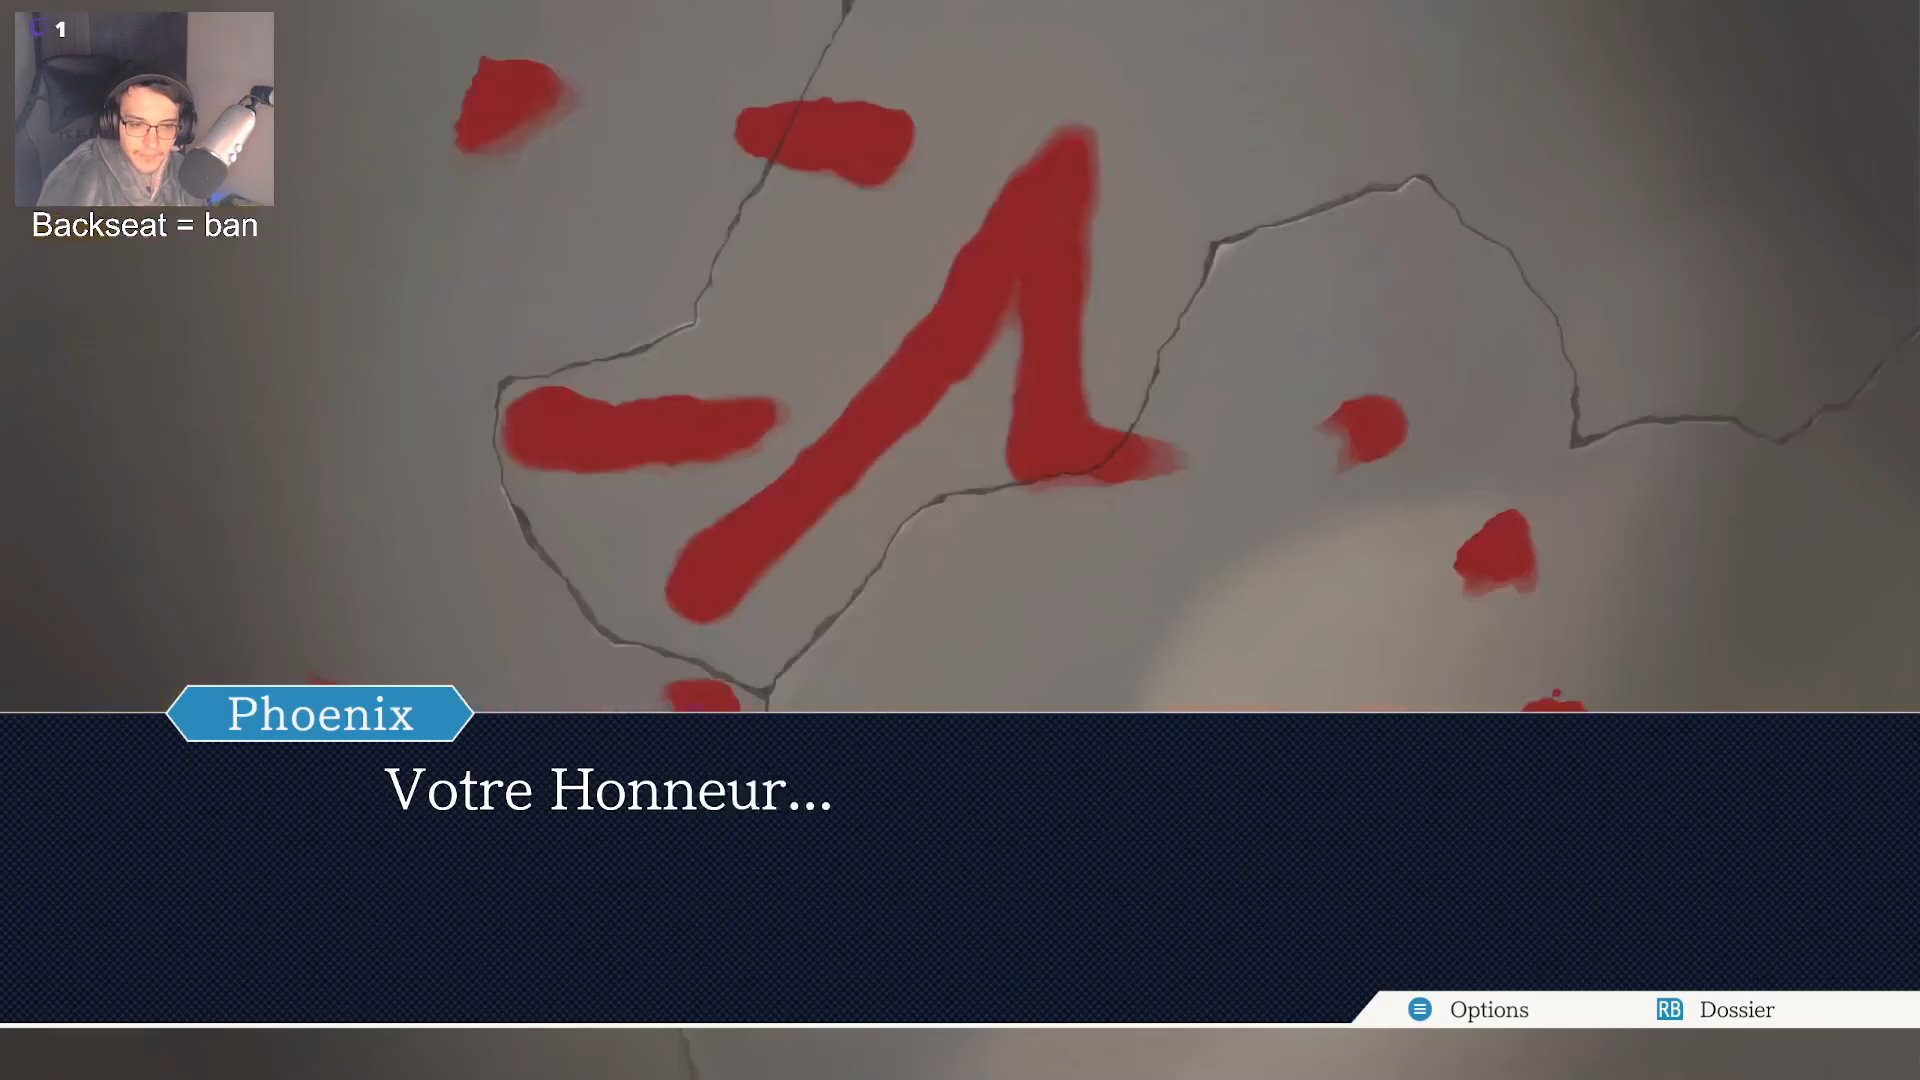 1
Backseat = ban
Phoenix
Votre Honneur...
Options
RB Dossier